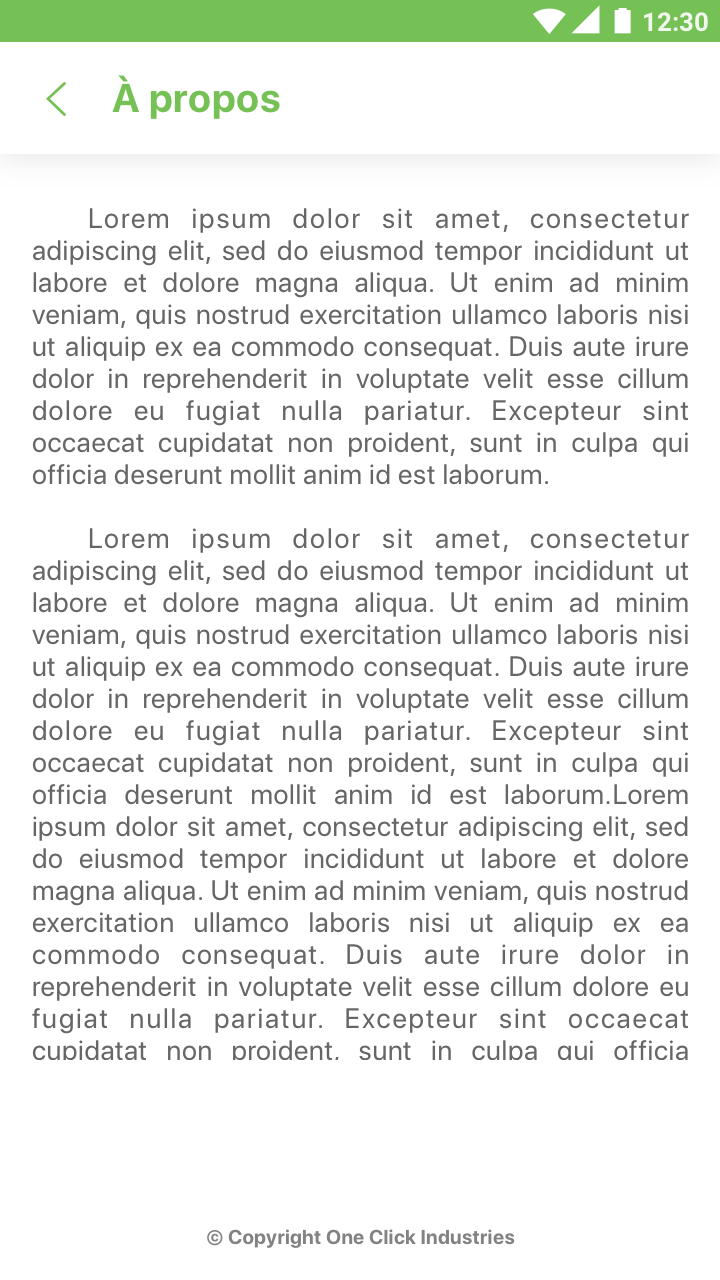 12:30
À propos
Lorem ipsum dolor sit amet, consectetur
adipiscing elit, sed do eiusmod tempor incididunt ut
labore et dolore magna aliqua. Ut enim ad minim
veniam, quis nostrud exercitation ullamco laboris nisi
ut aliquip ex ea commodo consequat. Duis aute irure
dolor in reprehenderit in voluptate velit esse cillum
dolore eu fugiat nulla pariatur. Excepteur sint
occaecat cupidatat non proident, sunt in culpa qui
officia deserunt mollit anim id est laborum.
Lorem ipsum dolor sit amet, consectetur
adipiscing elit, sed do eiusmod tempor incididunt ut
labore et dolore magna aliqua. Ut enim ad minim
veniam, quis nostrud exercitation ullamco laboris nisi
ut aliquip ex ea commodo consequat. Duis aute irure
dolor in reprehenderit in voluptate velit esse cillum
dolore eu fugiat nulla pariatur. Excepteur sint
occaecat cupidatat non proident, sunt in culpa qui
officia deserunt mollit anim id est laborum.Lorem
ipsum dolor sit amet, consectetur adipiscing elit, sed
do eiusmod tempor incididunt ut labore et dolore
magna aliqua. Ut enim ad minim veniam, quis nostrud
exercitation ullamco laboris nisi ut aliquip ex ea
commodo consequat. Duis aute irure dolor in
reprehenderit in voluptate velit esse cillum dolore eu
fugiat nulla pariatur. Excepteur sint occaecat
cupidatat non proident, sunt in culpa qui officia
© Copyright One Click Industries